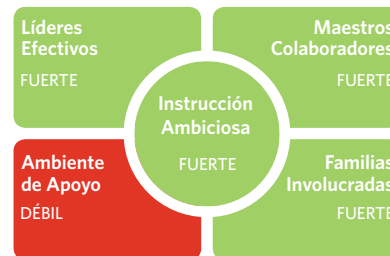 Líderes
Efectivos
FUERTE
Maestros
Colaboradores
FUERTE
Instrucción
Ambiciosa
FUERTE
Ambiente
de Apoyo
DÉBIL
Familias
Involucradas
FUERTE